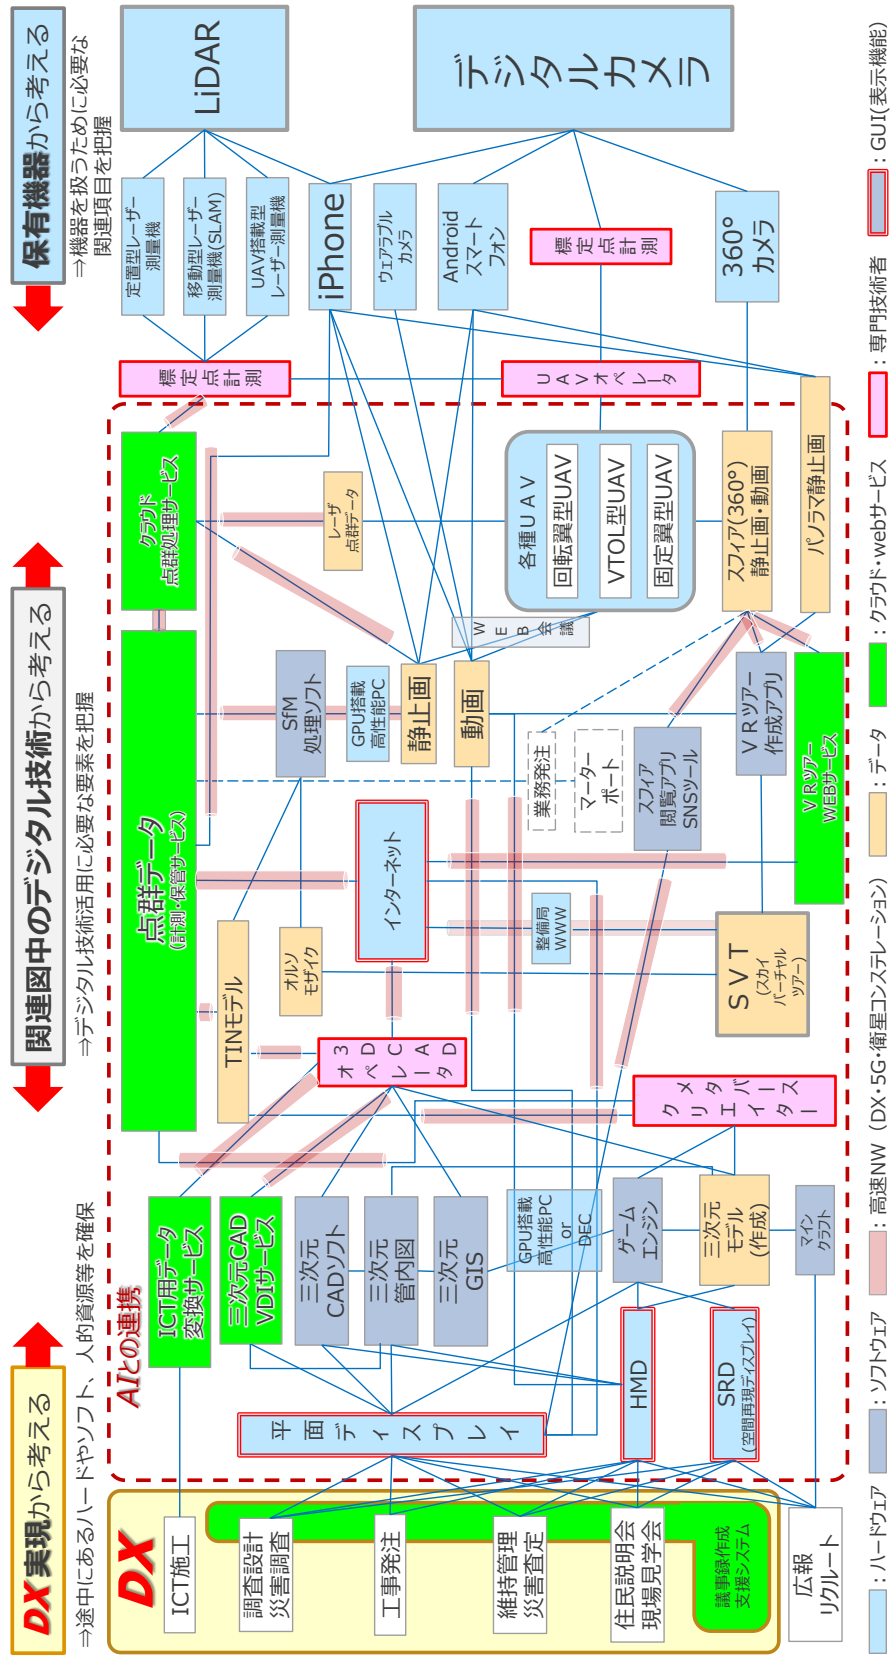 DX実現から考える
⇒途中にあるハードやソフト、人的資源等を確保
関連図中のデジタル技術から考える
⇒デジタル技術活用に必要な要素を把握
保有機器から考える
⇒機器を扱うために必要な
関連項目を把握
DX
ICT施工
調査設計
災害調査
工事発注
維持管理
災害査定
住民説明会
現場見学会
議事録作成
支援システム
広報
リクルート
AIとの連携
ICT用データ
変換サービス
三次元CAD
VDIサービス
三次元
CADソフト
三次元
管内図
三次元
GIS
GPU搭載
高性能PC
or
DEC
ゲーム
エンジン
三次元
モデル
(作成)
マイン
クラフト
平面ディスプレイ
HMD
SRD
(空間再現ディスプレイ)
点群データ
(計測・保管サービス)
クラウド
点群処理サービス
TINモデル
オルソ
モザイク
3DCAD
オペレータ
メタバース
クリエイター
インターネット
整備局
WWW
SVT
(スカイ
バーチャル
ツアー)
SfM
処理ソフト
GPU搭載
高性能PC
静止画
動画
WEB会議
業務発注
マーター
ポート
スフィア
閲覧アプリ
SNSツール
VRツアー
作成アプリ
VRツアー
WEBサービス
レーザ
点群データ
各種UAV
回転翼型UAV
VTOL型UAV
固定翼型UAV
スフィア(360°)
静止画・動画
パノラマ静止画
標定点
計測
UAV
オペレータ
標定点
計測
定置型レーザー
測量機
移動型レーザー
測量機(SLAM)
UAV搭載型
レーザー測量機
iPhone
ウェアラブル
カメラ
Android
スマート
フォン
360°
カメラ
LiDAR
デジタルカメラ
:ハードウェア
:ソフトウェア
:高速NW (DX・5G・衛星コンステレーション)
:データ
:クラウド・webサービス
:専門技術者
:GUI(表示機能)